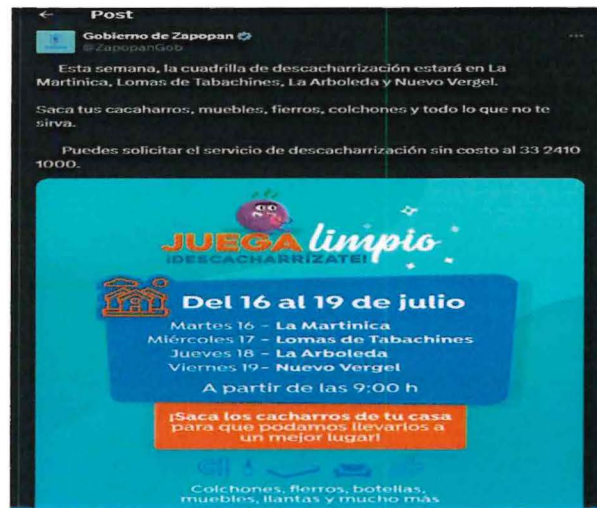 Post
Gobierno de Zapopan
@ZapopanGob
Esta semana, la cuadrilla de descacharrización estará en La
Martinica, Lomas de Tabachines, La Arboleda y Nuevo Vergel.
Saca tus cacaharros, muebles, fierros, colchones y todo lo que no te
sirva.
Puedes solicitar el servicio de descacharrización sin costo al 33 2410
1000.
JUEGA limpio
¡DESCACHARRÍZATE!
Del 16 al 19 de julio
Martes 16 - La Martinica
Miércoles 17 - Lomas de Tabachines
Jueves 18 - La Arboleda
Viernes 19- Nuevo Vergel
A partir de las 9:00 h
¡Saca los cacharros de tu casa
para que podamos llevarlos a
un mejor lugar!
Colchones, fierros, botellas,
muebles, llantas y mucho más